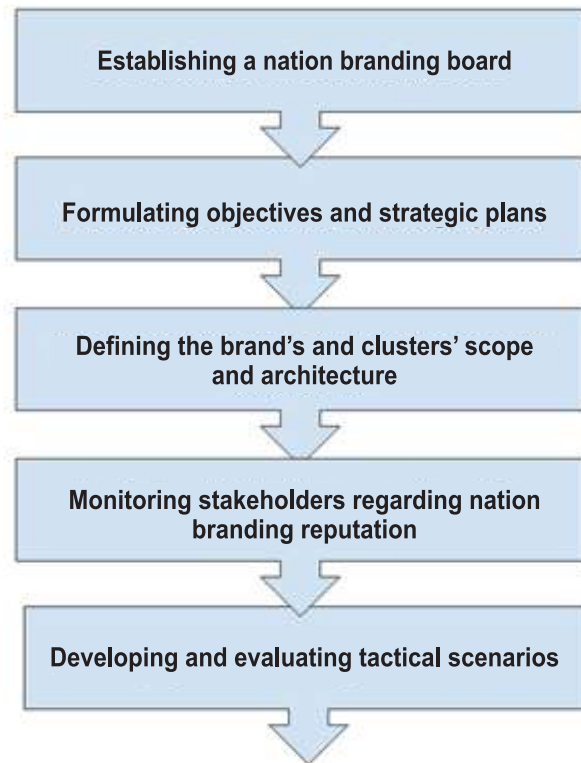 Establishing a nation branding board
Formulating objectives and strategic plans
Defining the brand's and clusters' scope
and architecture
Monitoring stakeholders regarding nation
branding reputation
Developing and evaluating tactical scenarios